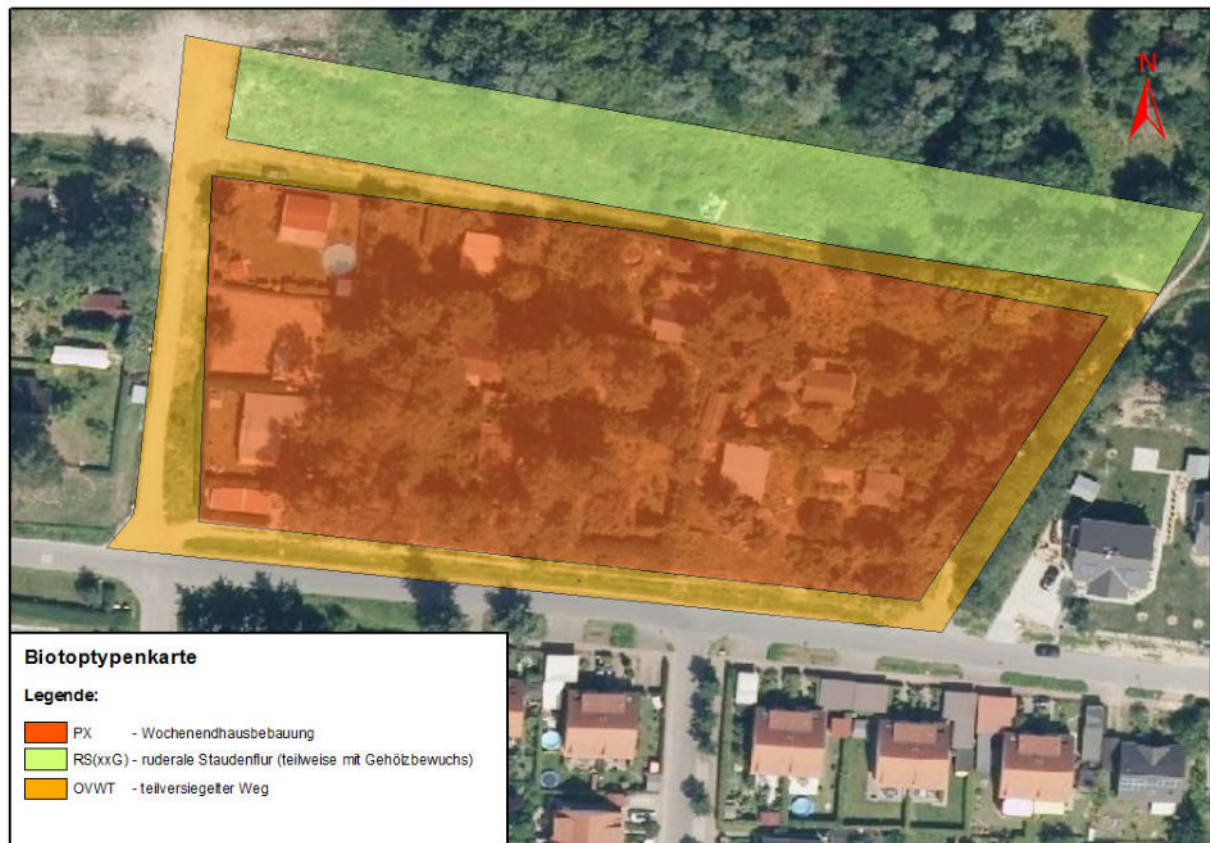 N
Biotoptypenkarte
Legende:
PX - Wochenendhausbebauung
RS(xxG) - ruderale Staudenflur (teilweise mit Gehölzbewuchs)
OVWT - teilversiegelter Weg